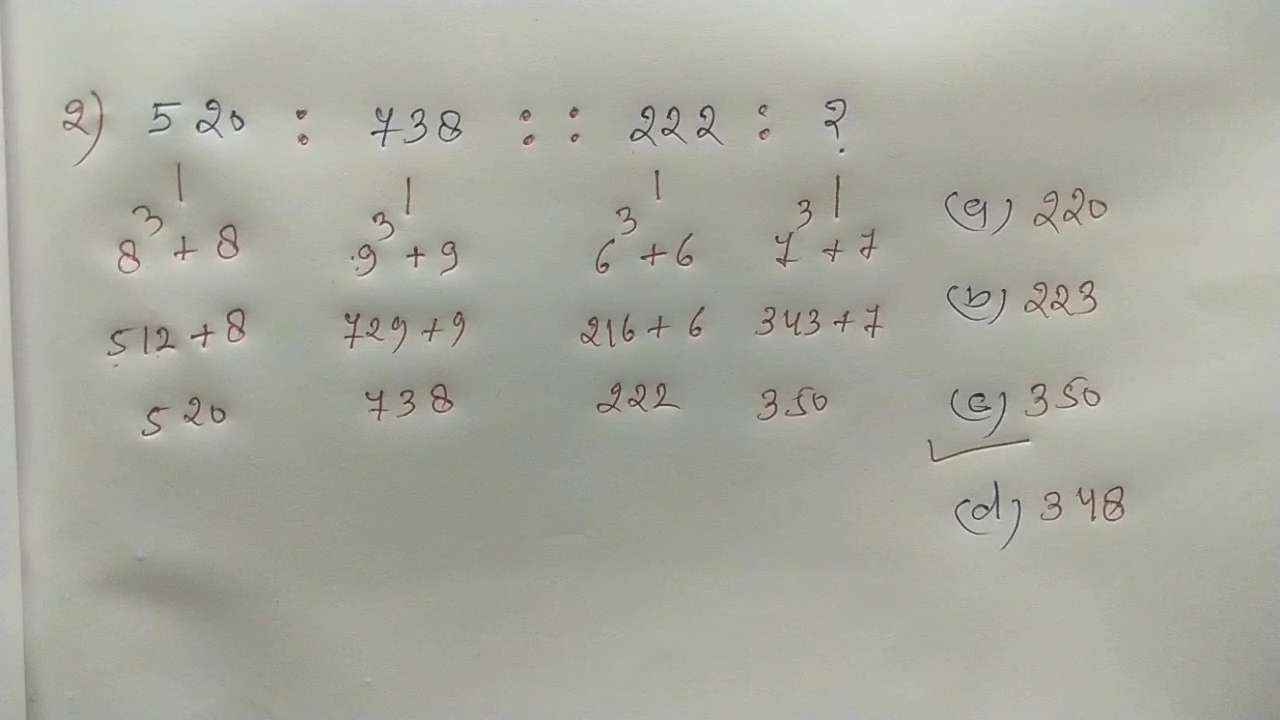 2) 520 : 738 :: 222 : ?
8³ + 8 9³ + 9 6³ + 6 7³ + 7
512 + 8 729 + 9 216 + 6 343 + 7
520 738 222 350
(a) 220
(b) 223
(c) 350
(d) 348